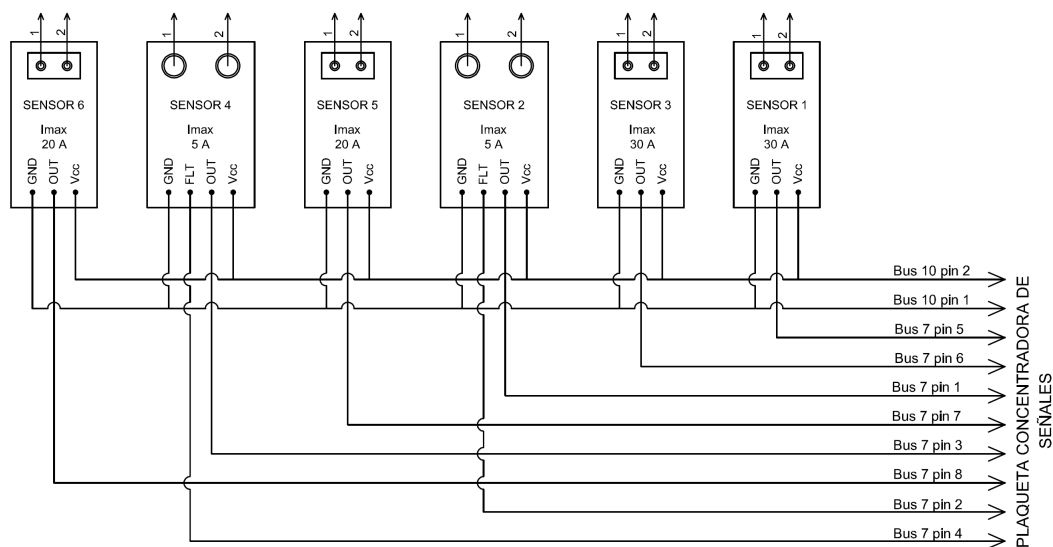 1 2 1 2 1 2 1 2 1 2 1 2
SENSOR 6 SENSOR 4 SENSOR 5 SENSOR 2 SENSOR 3 SENSOR 1
Imax Imax Imax Imax Imax Imax
20 A 5 A 20 A 5 A 30 A 30 A
GND OUT Vcc GND FLT OUT Vcc GND OUT Vcc GND FLT OUT Vcc GND OUT Vcc GND OUT Vcc
Bus 10 pin 2
Bus 10 pin 1
Bus 7 pin 5
Bus 7 pin 6
Bus 7 pin 1
Bus 7 pin 7
Bus 7 pin 3
Bus 7 pin 8
Bus 7 pin 2
Bus 7 pin 4
PLAQUETA CONCENTRADORA DE
SEÑALES